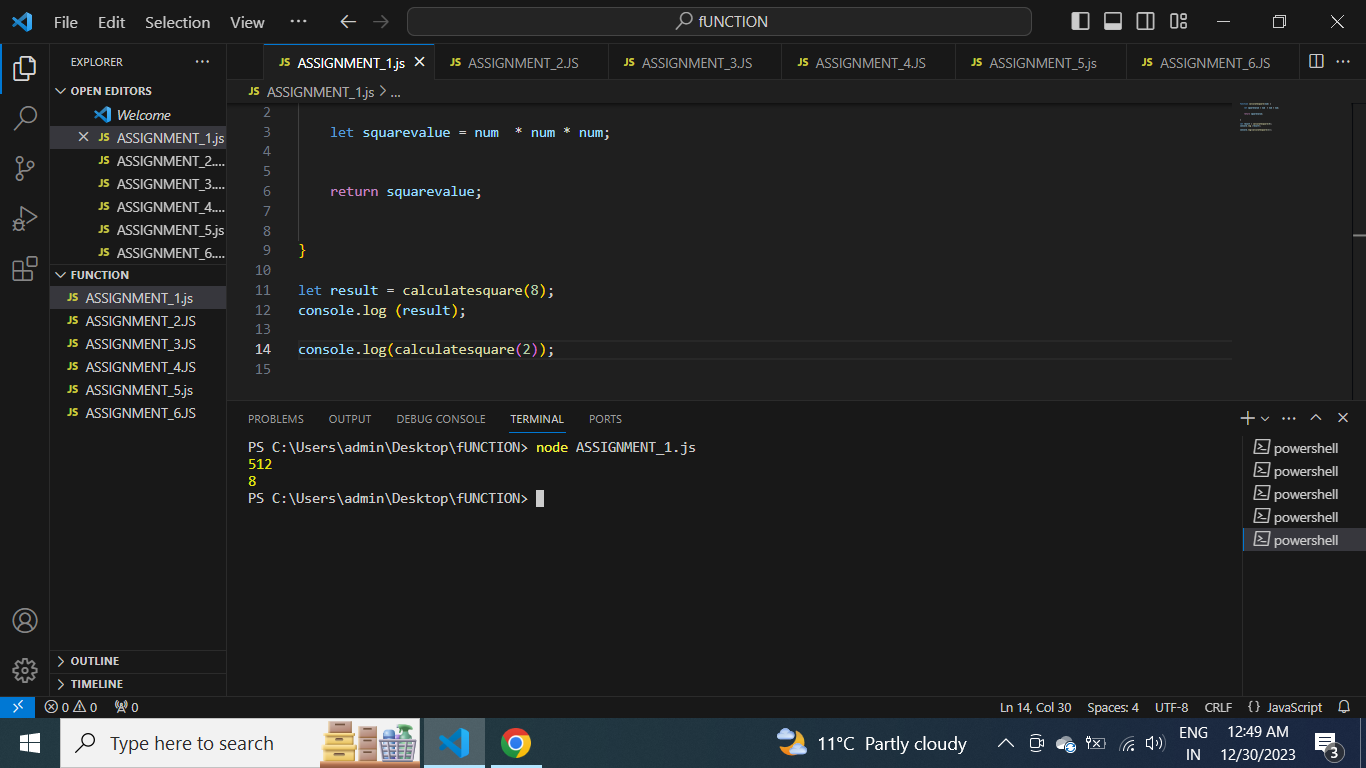 File Edit Selection View ··· fUNCTION
EXPLORER ···
OPEN EDITORS
Welcome
JS ASSIGNMENT_1.js
JS ASSIGNMENT_2....
JS ASSIGNMENT_3....
JS ASSIGNMENT_4....
JS ASSIGNMENT_5.js
JS ASSIGNMENT_6....
FUNCTION
JS ASSIGNMENT_1.js
JS ASSIGNMENT_2.JS
JS ASSIGNMENT_3.JS
JS ASSIGNMENT_4.JS
JS ASSIGNMENT_5.js
JS ASSIGNMENT_6.JS
OUTLINE
TIMELINE
JS ASSIGNMENT_1.js JS ASSIGNMENT_2.JS JS ASSIGNMENT_3.JS JS ASSIGNMENT_4.JS JS ASSIGNMENT_5.js JS ASSIGNMENT_6.JS ···
JS ASSIGNMENT_1.js > ...
2
3 let squarevalue = num  * num * num;
4
5
6 return squarevalue;
7
8
9 }
10
11 let result = calculatesquare(8);
12 console.log (result);
13
14 console.log(calculatesquare(2));
15
PROBLEMS OUTPUT DEBUG CONSOLE TERMINAL PORTS
PS C:\Users\admin\Desktop\fUNCTION> node ASSIGNMENT_1.js
512
8
PS C:\Users\admin\Desktop\fUNCTION>
powershell
powershell
powershell
powershell
powershell
0 0 0 Ln 14, Col 30 Spaces: 4 UTF-8 CRLF {} JavaScript
Type here to search 11°C Partly cloudy
ENG
IN
12:49 AM
12/30/2023
3